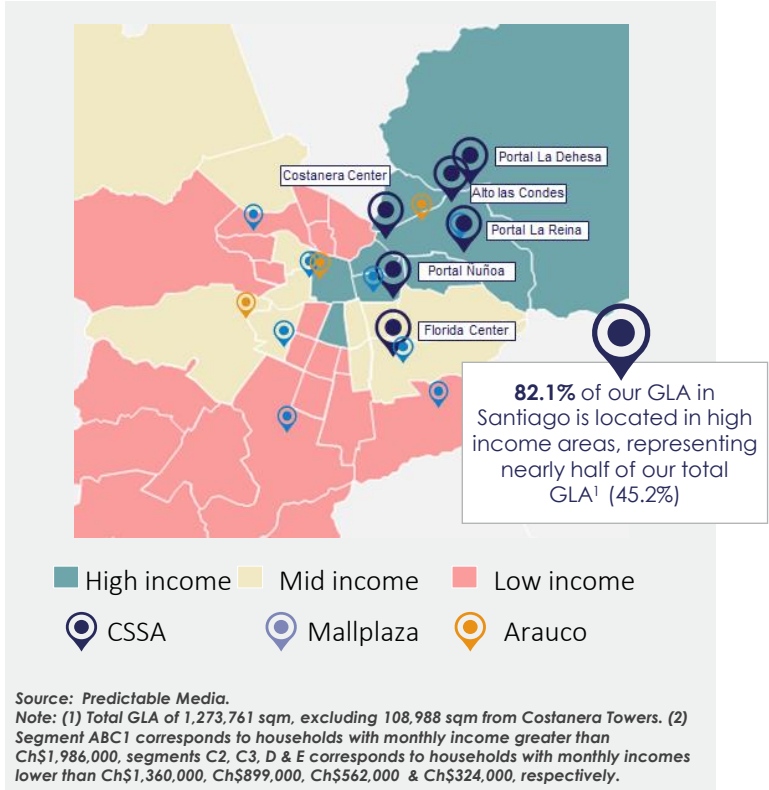 Portal La Dehesa
Costanera Center
Alto las Condes
Portal La Reina
Portal Ñuñoa
Florida Center
82.1% of our GLA in
Santiago is located in high
income areas, representing
nearly half of our total
GLA¹ (45.2%)
High income Mid income Low income
CSSA Mallplaza Arauco
Source: Predictable Media.
Note: (1) Total GLA of 1,273,761 sqm, excluding 108,988 sqm from Costanera Towers. (2)
Segment ABC1 corresponds to households with monthly income greater than
Ch$1,986,000, segments C2, C3, D & E corresponds to households with monthly incomes
lower than Ch$1,360,000, Ch$899,000, Ch$562,000 & Ch$324,000, respectively.